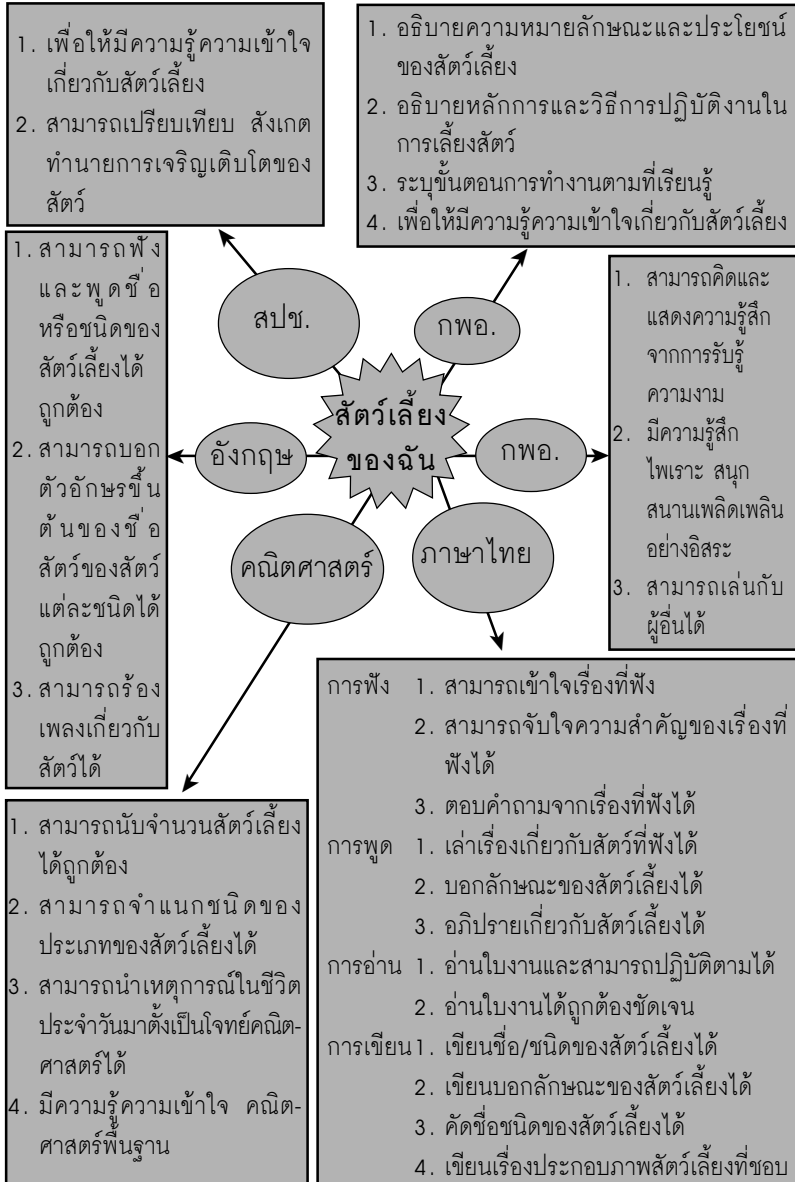 1. เพื่อให้มีความรู้ความเข้าใจ
เกี่ยวกับสัตว์เลี้ยง
2. สามารถเปรียบเทียบ สังเกต
ทำนายการเจริญเติบโตของ
สัตว์
1. อธิบายความหมายลักษณะและประโยชน์
ของสัตว์เลี้ยง
2. อธิบายหลักการและวิธีการปฏิบัติงานใน
การเลี้ยงสัตว์
3. ระบุขั้นตอนการทำงานตามที่เรียนรู้
4. เพื่อให้มีความรู้ความเข้าใจเกี่ยวกับสัตว์เลี้ยง
1. สามารถฟัง
และพูดชื่อ
หรือชนิดของ
สัตว์เลี้ยงได้
ถูกต้อง
2. สามารถบอก
ตัวอักษรขึ้น
ต้นของชื่อ
สัตว์ของสัตว์
แต่ละชนิดได้
ถูกต้อง
3. สามารถร้อง
เพลงเกี่ยวกับ
สัตว์ได้
สปช.
กพอ.
สัตว์เลี้ยง
ของฉัน
อังกฤษ
กพอ.
คณิตศาสตร์
ภาษาไทย
1. สามารถคิดและ
แสดงความรู้สึก
จากการรับรู้
ความงาม
2. มีความรู้สึก
ไพเราะ สนุก
สนานเพลิดเพลิน
อย่างอิสระ
3. สามารถเล่นกับ
ผู้อื่นได้
1. สามารถนับจำนวนสัตว์เลี้ยง
ได้ถูกต้อง
2. สามารถจำแนกชนิดของ
ประเภทของสัตว์เลี้ยงได้
3. สามารถนำเหตุการณ์ในชีวิต
ประจำวันมาตั้งเป็นโจทย์คณิต-
ศาสตร์ได้
4. มีความรู้ความเข้าใจ คณิต-
ศาสตร์พื้นฐาน
การฟัง 1. สามารถเข้าใจเรื่องที่ฟัง
2. สามารถจับใจความสำคัญของเรื่องที่
ฟังได้
3. ตอบคำถามจากเรื่องที่ฟังได้
การพูด 1. เล่าเรื่องเกี่ยวกับสัตว์ที่ฟังได้
2. บอกลักษณะของสัตว์เลี้ยงได้
3. อภิปรายเกี่ยวกับสัตว์เลี้ยงได้
การอ่าน 1. อ่านใบงานและสามารถปฏิบัติตามได้
2. อ่านใบงานได้ถูกต้องชัดเจน
การเขียน 1. เขียนชื่อ/ชนิดของสัตว์เลี้ยงได้
2. เขียนบอกลักษณะของสัตว์เลี้ยงได้
3. คัดชื่อชนิดของสัตว์เลี้ยงได้
4. เขียนเรื่องประกอบภาพสัตว์เลี้ยงที่ชอบ